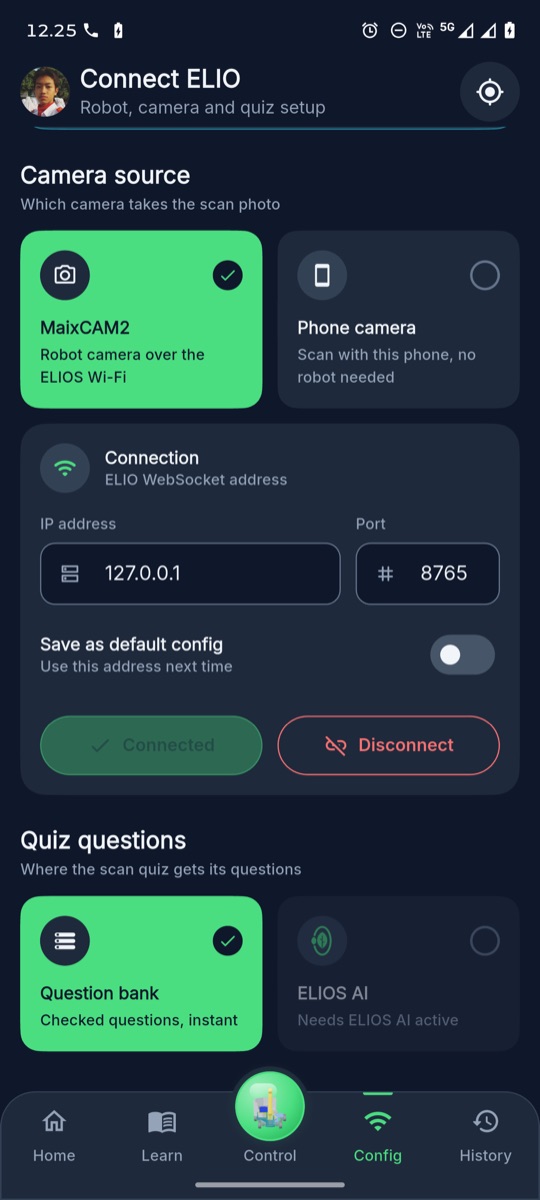 12.25
Vo))
LTE
5G
Connect ELIO
Robot, camera and quiz setup
Camera source
Which camera takes the scan photo
MaixCAM2
Robot camera over the
ELIOS Wi-Fi
Phone camera
Scan with this phone, no
robot needed
Connection
ELIO WebSocket address
IP address
Port
127.0.0.1
# 8765
Save as default config
Use this address next time
Connected
Disconnect
Quiz questions
Where the scan quiz gets its questions
Question bank
Checked questions, instant
ELIOS AI
Needs ELIOS AI active
Home
Learn
Control
Config
History